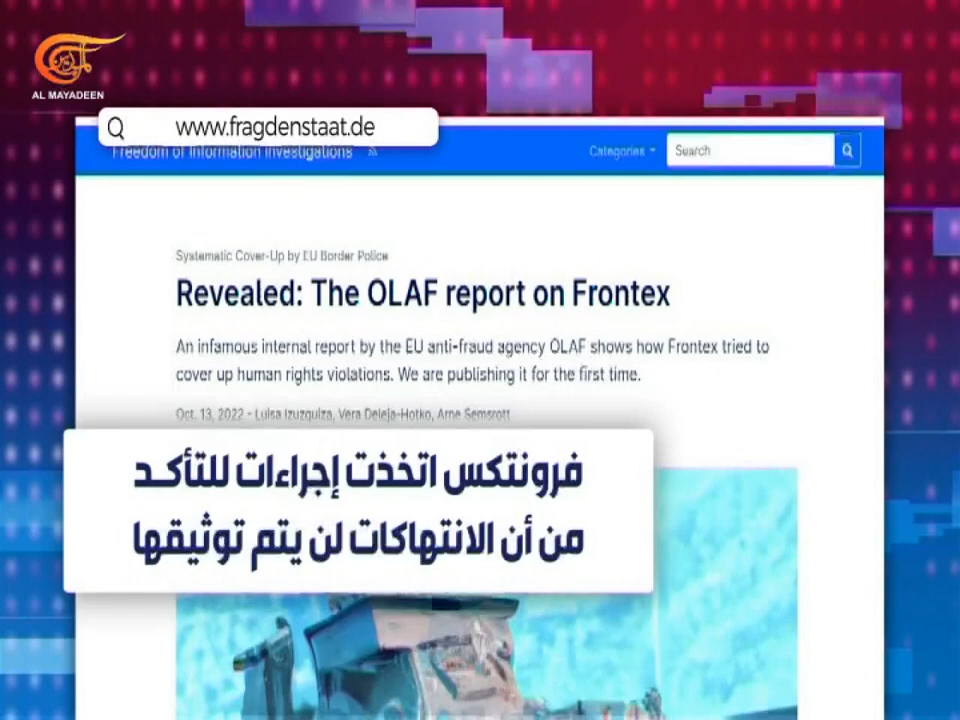 AL MAYADEEN
www.fragdenstaat.de
Freedom of Information Investigations
Categories
Search
Systematic Cover-Up by EU Border Police
Revealed: The OLAF report on Frontex
An infamous internal report by the EU anti-fraud agency OLAF shows how Frontex tried to
cover up human rights violations. We are publishing it for the first time.
Oct. 13, 2022 - Luisa Izuzquiza, Vera Deleja-Hotko, Arne Semsrott
فرونتكس اتخذت إجراءات للتأكـد
من أن الانتهاكات لن يتم توثيقها